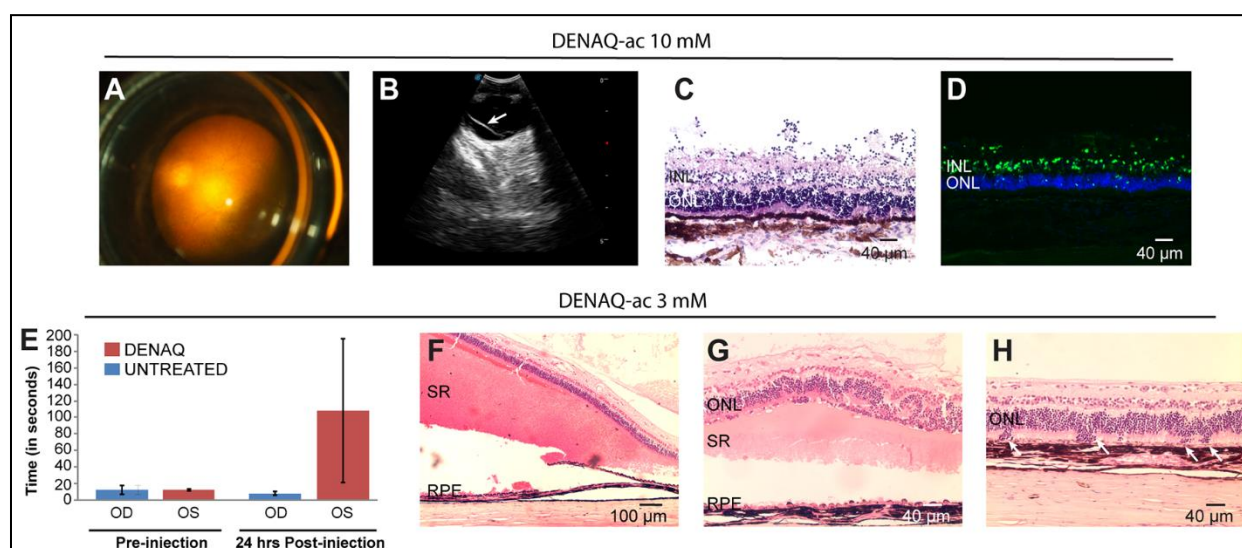 DENAQ-ac 10 mM
A
B
0
5
C
INL
ONL
40 µm
D
INL
ONL
40 µm
DENAQ-ac 3 mM
E
Time (in seconds)
200
180
160
140
120
100
80
60
40
20
0
DENAQ
UNTREATED
OD OS OD OS
Pre-injection 24 hrs Post-injection
F
SR
RPE
100 µm
G
ONL
SR
RPE
40 µm
H
ONL
40 µm